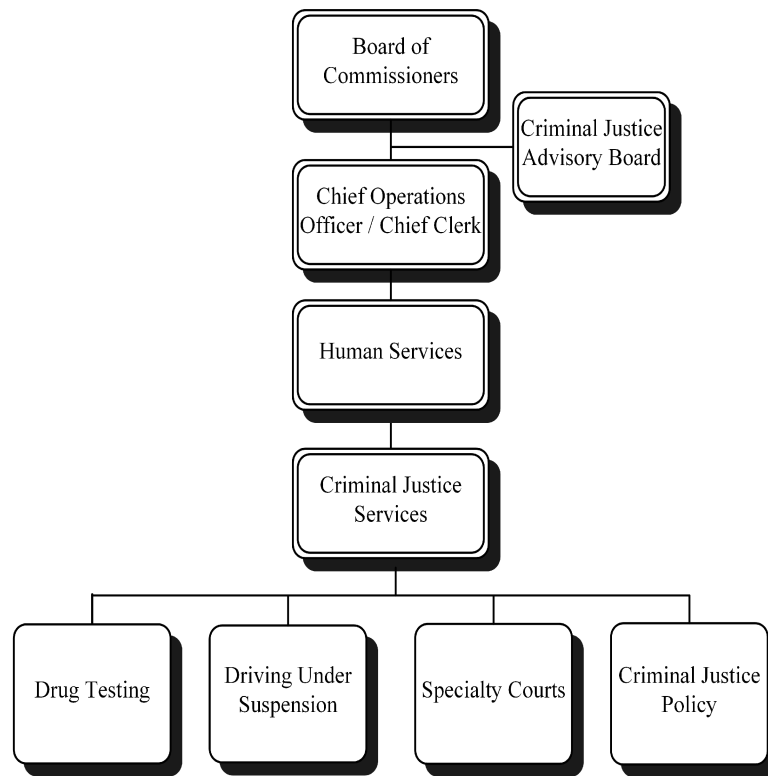 Board of
Commissioners
Criminal Justice
Advisory Board
Chief Operations
Officer / Chief Clerk
Human Services
Criminal Justice
Services
Drug Testing
Driving Under
Suspension
Specialty Courts
Criminal Justice
Policy